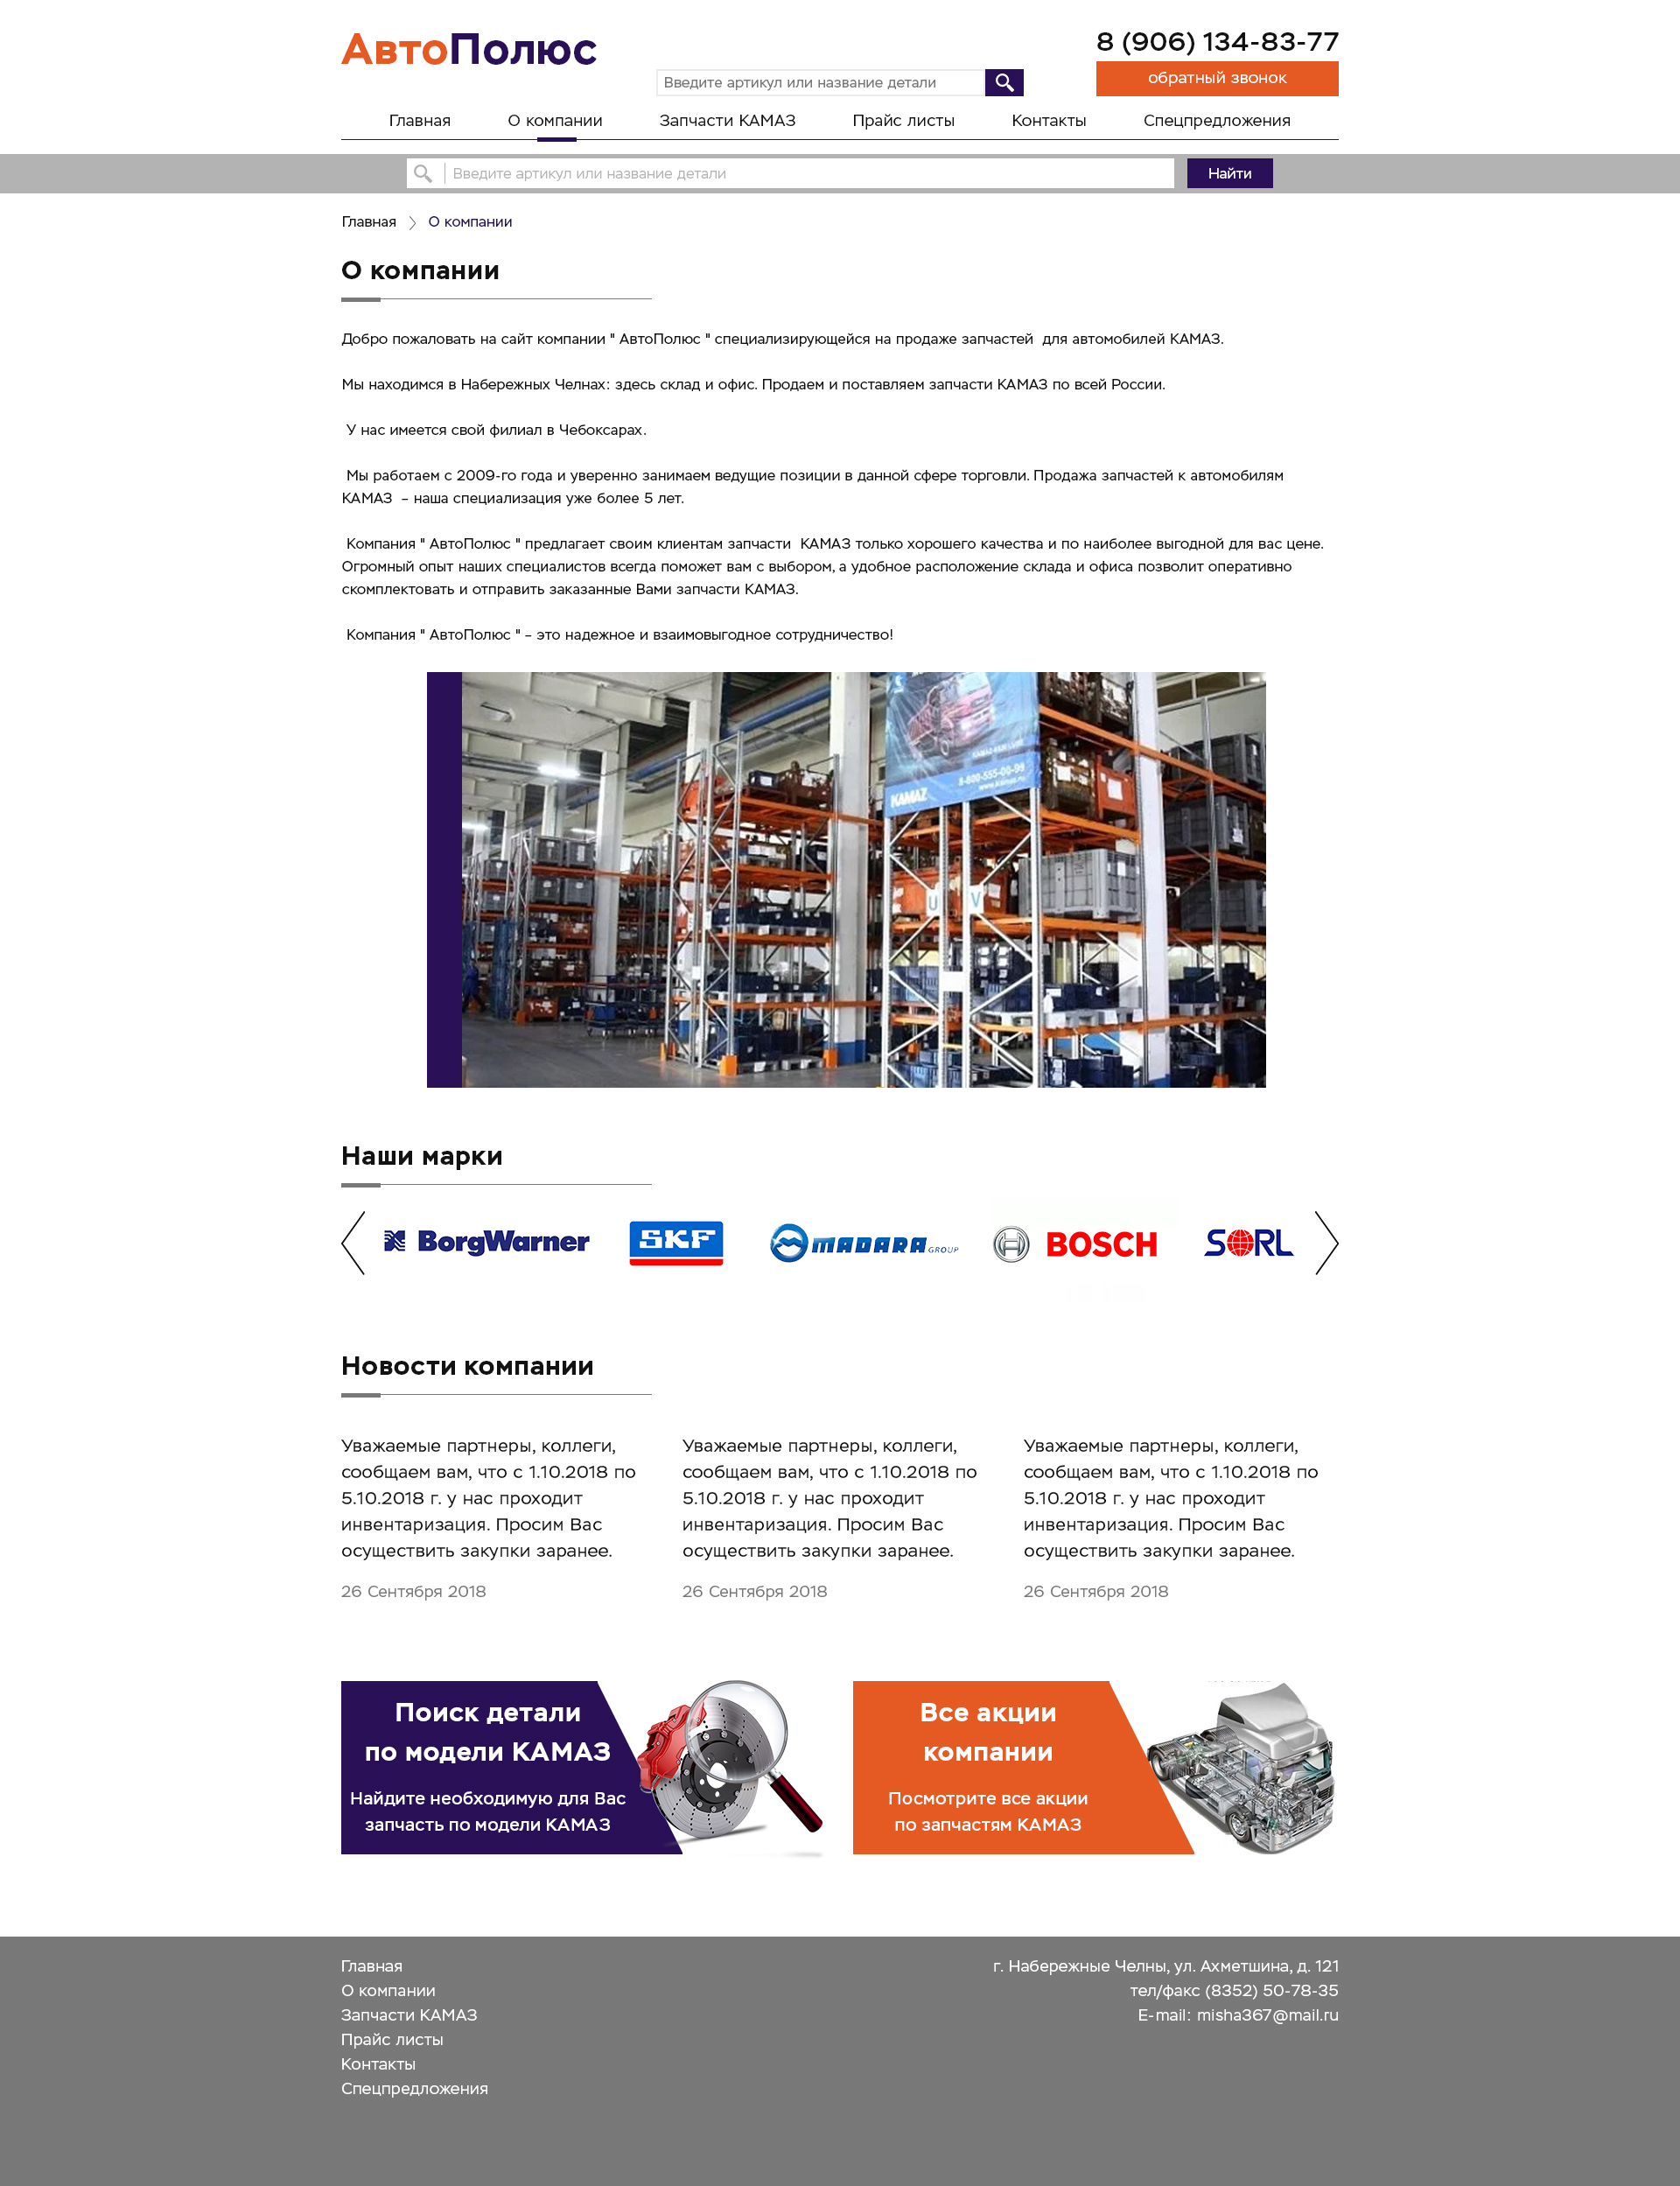 АвтоПолюс
8 (906) 134-83-77
Введите артикул или название детали
обратный звонок
Главная О компании Запчасти КАМАЗ Прайс листы Контакты Спецпредложения
Введите артикул или название детали Найти
Главная О компании
О компании
Добро пожаловать на сайт компании " АвтоПолюс " специализирующейся на продаже запчастей  для автомобилей КАМАЗ.
Мы находимся в Набережных Челнах: здесь склад и офис. Продаем и поставляем запчасти КАМАЗ по всей России.
У нас имеется свой филиал в Чебоксарах.
Мы работаем с 2009-го года и уверенно занимаем ведущие позиции в данной сфере торговли. Продажа запчастей к автомобилям
КАМАЗ  – наша специализация уже более 5 лет.
Компания " АвтоПолюс " предлагает своим клиентам запчасти  КАМАЗ только хорошего качества и по наиболее выгодной для вас цене.
Огромный опыт наших специалистов всегда поможет вам с выбором, а удобное расположение склада и офиса позволит оперативно
скомплектовать и отправить заказанные Вами запчасти КАМАЗ.
Компания " АвтоПолюс " – это надежное и взаимовыгодное сотрудничество!
8-800-555-00-99
KAMAZ
U V
Наши марки
BorgWarner SKF MADARA GROUP BOSCH SORL
Новости компании
Уважаемые партнеры, коллеги,
сообщаем вам, что с 1.10.2018 по
5.10.2018 г. у нас проходит
инвентаризация. Просим Вас
осуществить закупки заранее.
26 Сентября 2018
Уважаемые партнеры, коллеги,
сообщаем вам, что с 1.10.2018 по
5.10.2018 г. у нас проходит
инвентаризация. Просим Вас
осуществить закупки заранее.
26 Сентября 2018
Уважаемые партнеры, коллеги,
сообщаем вам, что с 1.10.2018 по
5.10.2018 г. у нас проходит
инвентаризация. Просим Вас
осуществить закупки заранее.
26 Сентября 2018
Поиск детали
по модели КАМАЗ
Найдите необходимую для Вас
запчасть по модели КАМАЗ
Все акции
компании
Посмотрите все акции
по запчастям КАМАЗ
Главная
О компании
Запчасти КАМАЗ
Прайс листы
Контакты
Спецпредложения
г. Набережные Челны, ул. Ахметшина, д. 121
тел/факс (8352) 50-78-35
E-mail: misha367@mail.ru